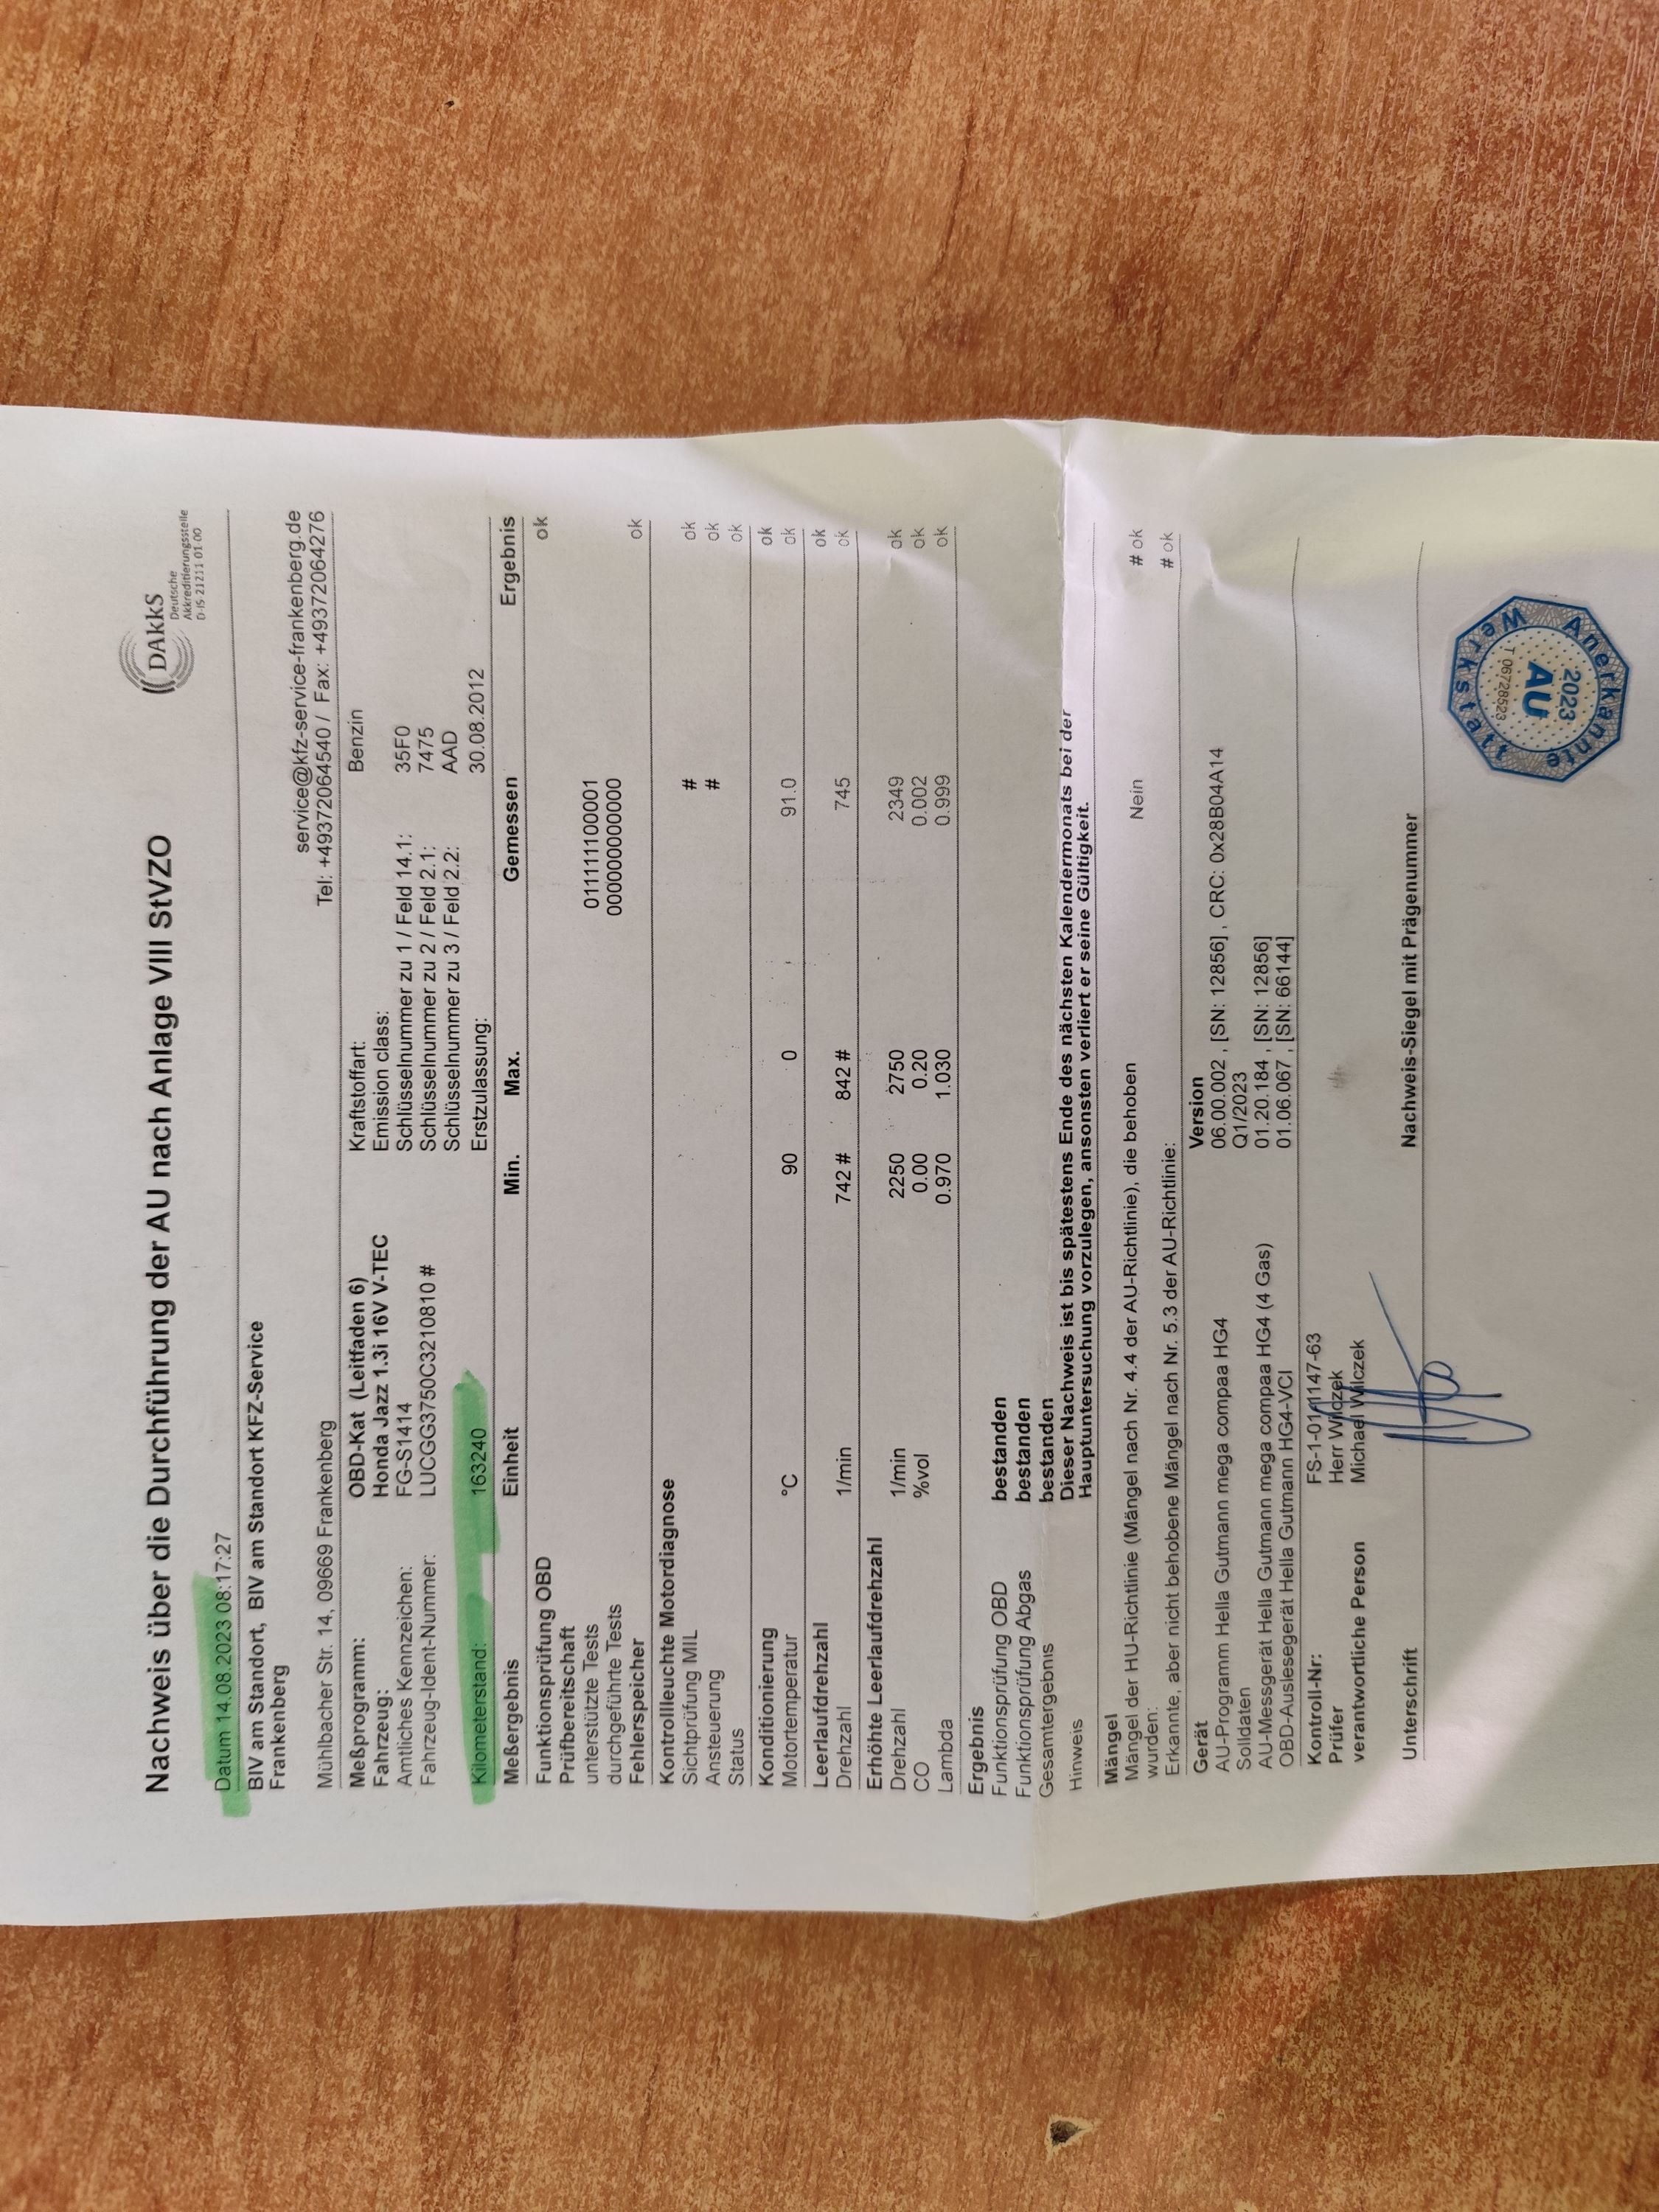 Nachweis über die Durchführung der AU nach Anlage VIII StVZO
DAkkS
Deutsche
Akkreditierungsstelle
D-IS-21211-01-00
Datum 14.08.2023 08:17:27
BIV am Standort, BIV am Standort KFZ-Service
Frankenberg
service@kfz-service-frankenberg.de
Mühlbacher Str. 14, 09669 Frankenberg Tel: +4937206454​0 / Fax: +49372064276
Meßprogramm: OBD-Kat (Leitfaden 6) Kraftstoffart: Benzin
Fahrzeug: Honda Jazz 1.3i 16V V-TEC Emission class:
Amtliches Kennzeichen: FG-S1414 Schlüsselnummer zu 1 / Feld 14.1: 35F0
Fahrzeug-Ident-Nummer: LUCGG3750C3210810 # Schlüsselnummer zu 2 / Feld 2.1: 7475
Schlüsselnummer zu 3 / Feld 2.2: AAD
Kilometerstand: 163240 Erstzulassung: 30.08.2012
Meßergebnis Einheit Min. Max. Gemessen Ergebnis
Funktionsprüfung OBD ok
Prüfbereitschaft
unterstützte Tests 011111100001
durchgeführte Tests 000000000000
Fehlerspeicher ok
Kontrolleuchte Motordiagnose
Sichtprüfung MIL # ok
Ansteuerung # ok
Status ok
Konditionierung ok
Motortemperatur °C 90 0 91.0 ok
Leerlaufdrehzahl ok
Drehzahl 1/min 742 # 842 # 745 ok
Erhöhte Leerlaufdrehzahl
Drehzahl 1/min 2250 2750 2349 ok
CO %vol 0.00 0.20 0.002 ok
Lambda 0.970 1.030 0.999 ok
Ergebnis
Funktionsprüfung OBD bestanden
Funktionsprüfung Abgas bestanden
Gesamtergebnis bestanden
Hinweis Dieser Nachweis ist bis spätestens Ende des nächsten Kalendermonats bei der
Hauptuntersuchung vorzulegen, ansonsten verliert er seine Gültigkeit.
Mängel
Mängel der HU-Richtlinie (Mängel nach Nr. 4.4 der AU-Richtlinie), die behoben Nein # ok
wurden:
Erkannte, aber nicht behobene Mängel nach Nr. 5.3 der AU-Richtlinie: # ok
Gerät Version
AU-Programm Hella Gutmann mega compaa HG4 06.00.002 , [SN: 12856] , CRC: 0x28B04A14
Solldaten Q1/2023
AU-Messgerät Hella Gutmann mega compaa HG4 (4 Gas) 01.20.184 , [SN: 12856]
OBD-Auslesegerät Hella Gutmann HG4-VCI 01.06.067 , [SN: 66144]
Kontroll-Nr: FS-1-01-1147-63
Prüfer Herr Wilczek
verantwortliche Person Michael Wilczek
Unterschrift Nachweis-Siegel mit Prägenummer
Anerkannte
Werkstatt
2023
AU
T 06728523